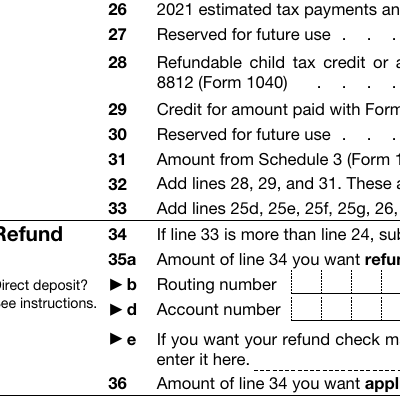 26 2021 estimated tax payments an
27 Reserved for future use . . .
28 Refundable child tax credit or a
8812 (Form 1040) . . . .
29 Credit for amount paid with Form
30 Reserved for future use . . .
31 Amount from Schedule 3 (Form 1
32 Add lines 28, 29, and 31. These a
33 Add lines 25d, 25e, 25f, 25g, 26,
Refund 34 If line 33 is more than line 24, sub
35a Amount of line 34 you want refun
Direct deposit? ▶ b Routing number
See instructions. ▶ d Account number
▶ e If you want your refund check m
enter it here.
36 Amount of line 34 you want appl